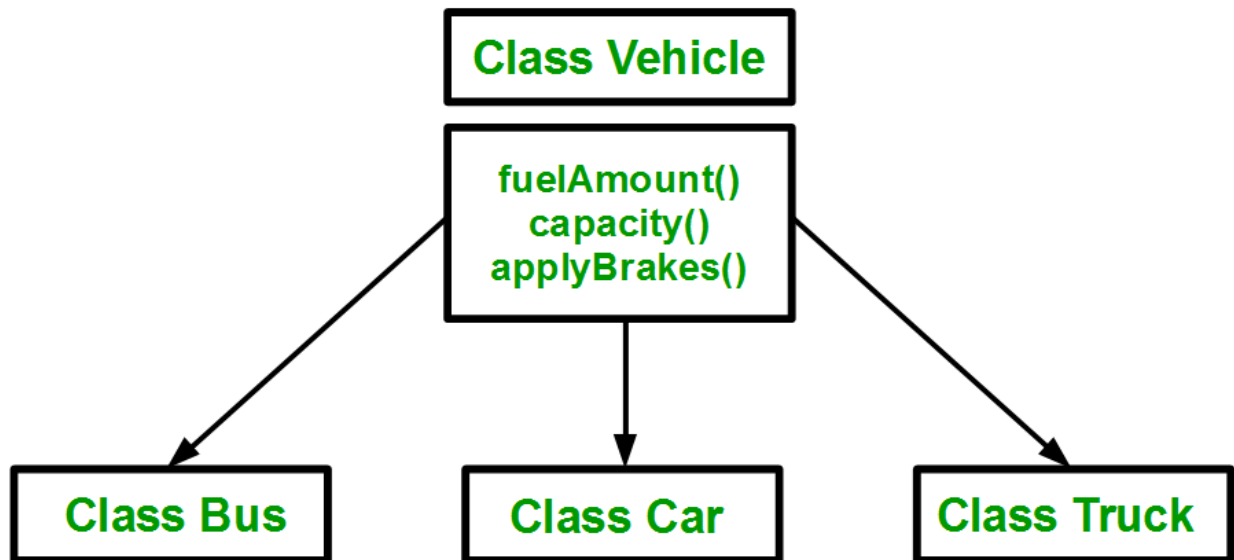 Class Vehicle
fuelAmount()
capacity()
applyBrakes()
Class Bus
Class Car
Class Truck